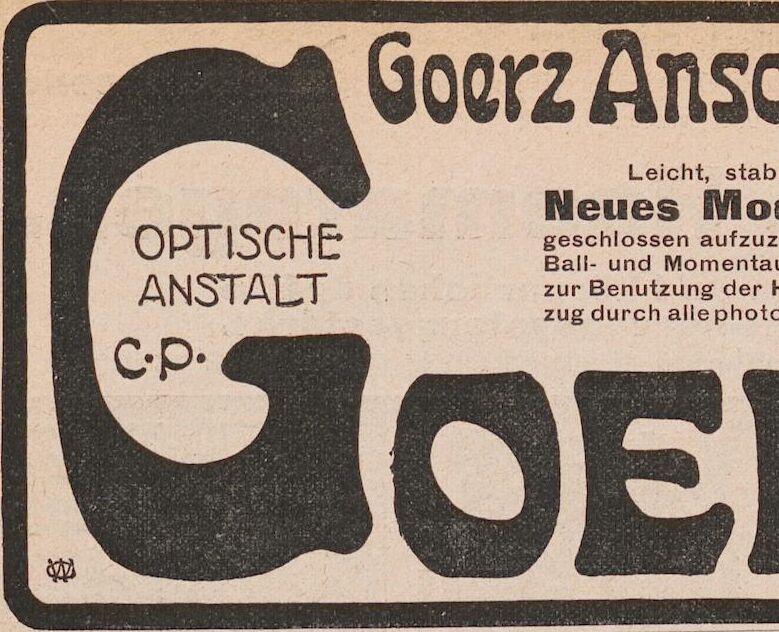 Goerz Ansc
Leicht, stab
Neues Mo
geschlossen aufzuz
Ball- und Momentau
zur Benutzung der H
zug durch alle photo
OPTISCHE
ANSTALT
C.P.
GOE